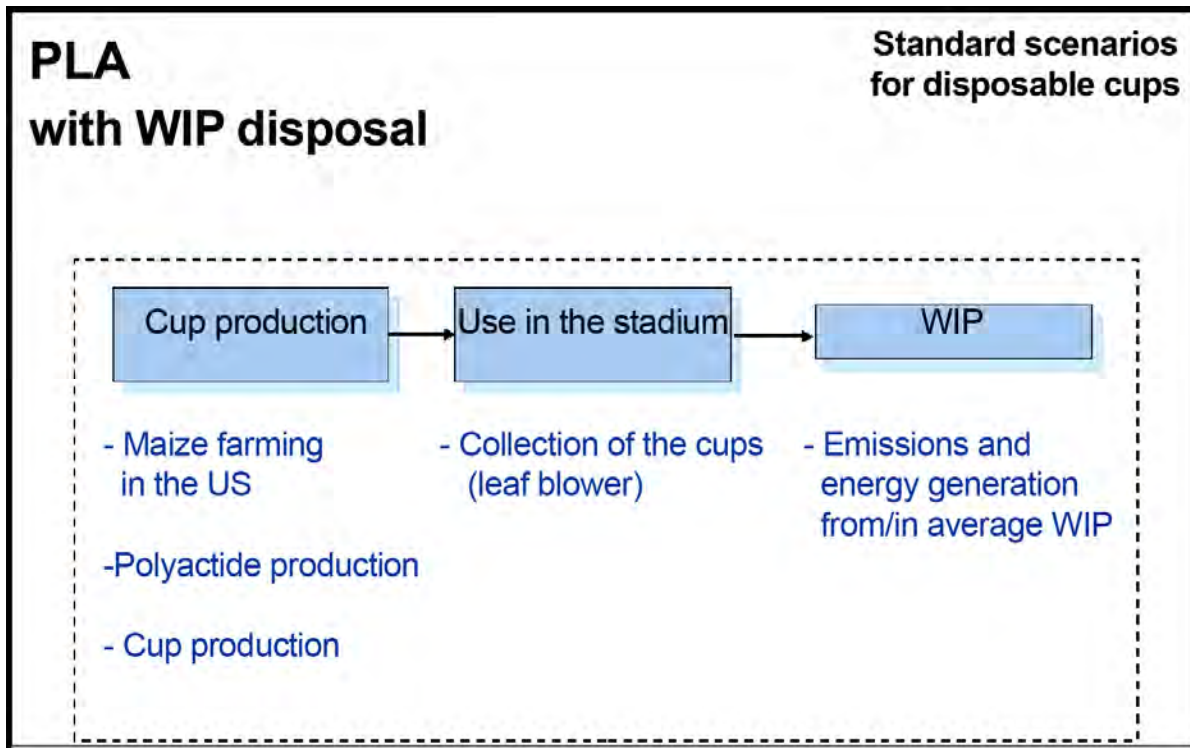 PLA
with WIP disposal
Standard scenarios
for disposable cups
Cup production
Use in the stadium
WIP
- Maize farming
in the US
-Polyactide production
- Cup production
- Collection of the cups
(leaf blower)
- Emissions and
energy generation
from/in average WIP